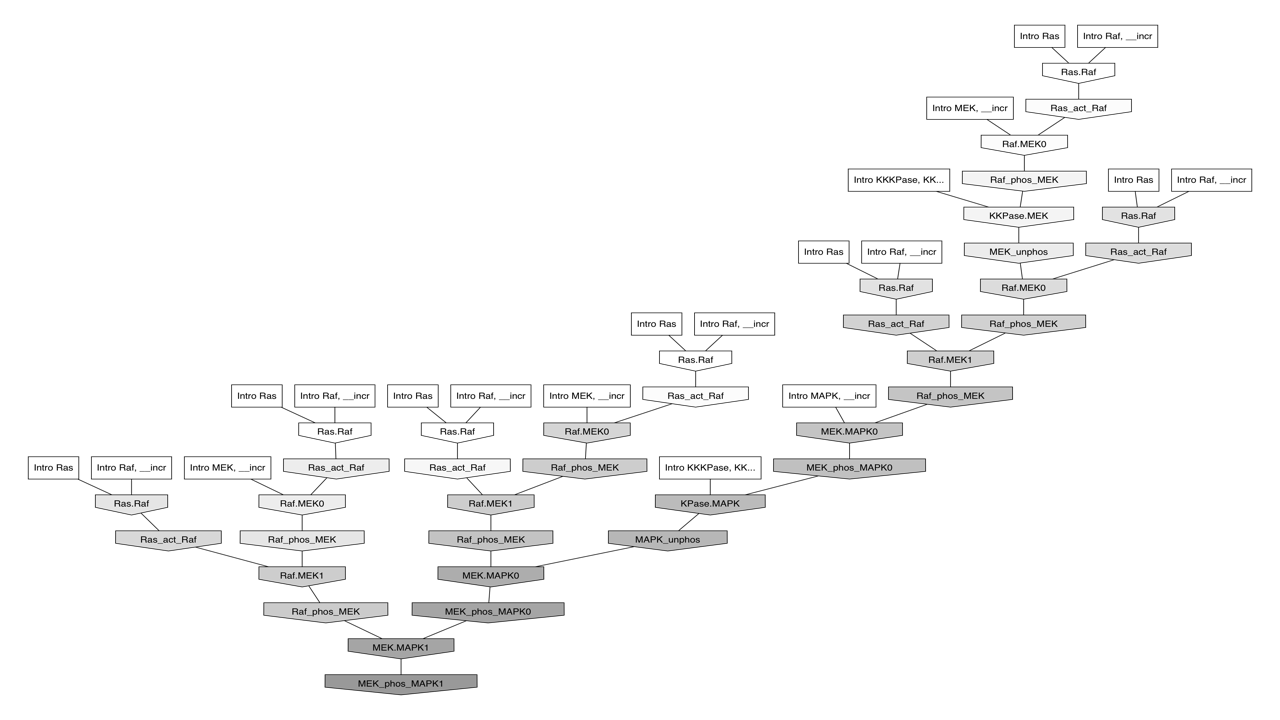 Intro Ras
Intro Raf, __incr
Ras.Raf
Intro MEK, __incr
Ras_act_Raf
Raf.MEK0
Intro KKKPase, KK...
Raf_phos_MEK
Intro Ras
Intro Raf, __incr
KKPase.MEK
Ras.Raf
Intro Ras
Intro Raf, __incr
MEK_unphos
Ras_act_Raf
Ras.Raf
Raf.MEK0
Intro Ras
Intro Raf, __incr
Ras_act_Raf
Raf_phos_MEK
Ras.Raf
Raf.MEK1
Intro Ras
Intro Raf, __incr
Intro Ras
Intro Raf, __incr
Intro MEK, __incr
Ras_act_Raf
Intro MAPK, __incr
Raf_phos_MEK
Ras.Raf
Ras.Raf
Raf.MEK0
MEK.MAPK0
Intro Ras
Intro Raf, __incr
Intro MEK, __incr
Ras_act_Raf
Ras_act_Raf
Raf_phos_MEK
Intro KKKPase, KK...
MEK_phos_MAPK0
Ras.Raf
Raf.MEK0
Raf.MEK1
KPase.MAPK
Ras_act_Raf
Raf_phos_MEK
Raf_phos_MEK
MAPK_unphos
Raf.MEK1
MEK.MAPK0
Raf_phos_MEK
MEK_phos_MAPK0
MEK.MAPK1
MEK_phos_MAPK1